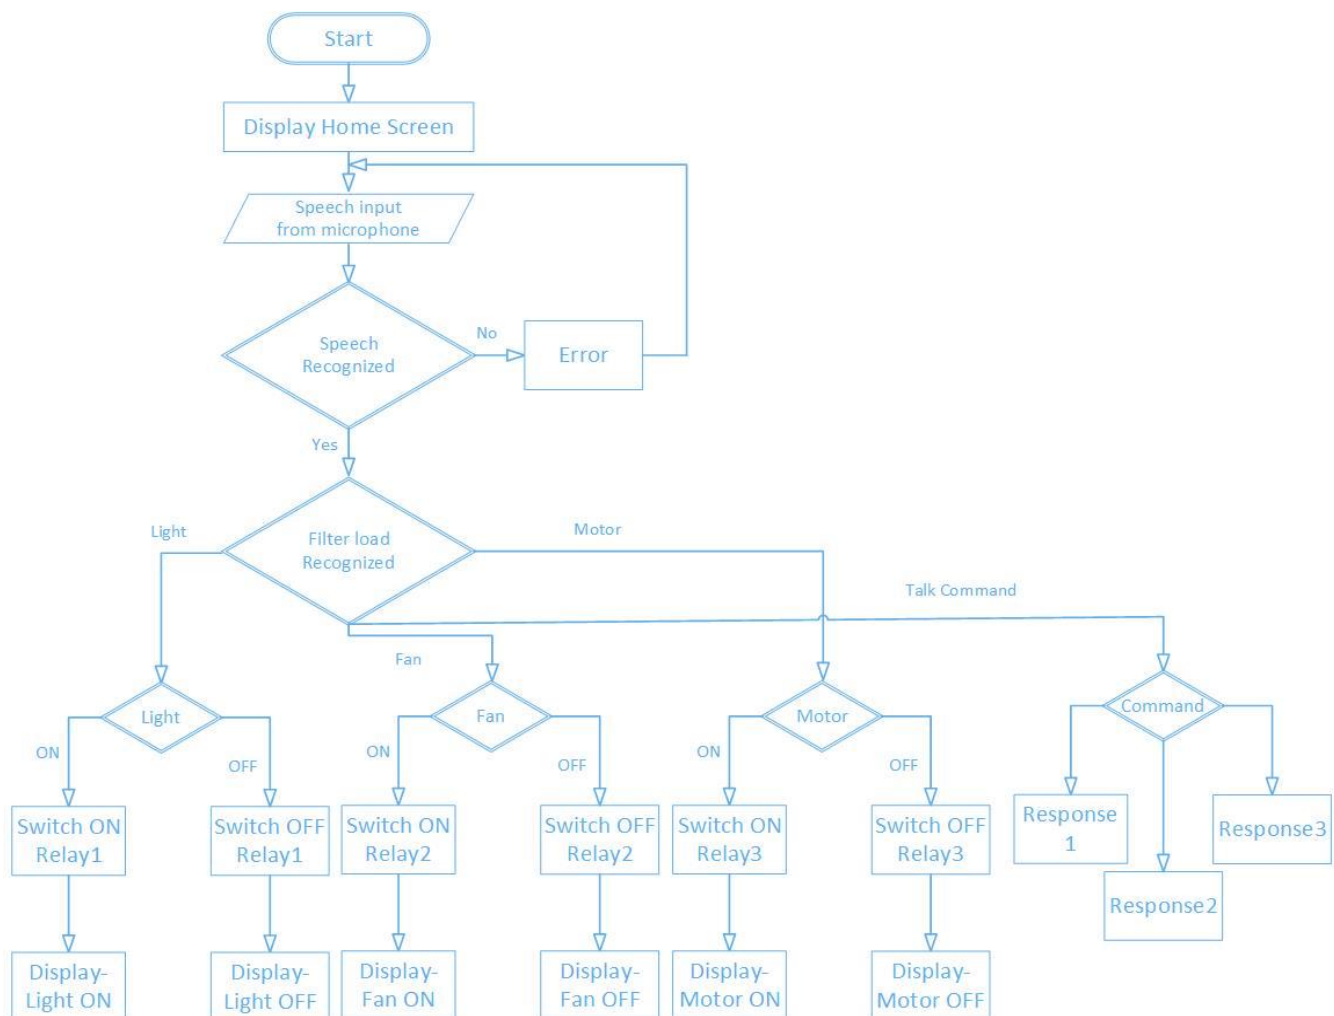 Start
Display Home Screen
Speech input
from microphone
Speech
Recognized
No
Error
Yes
Light
Filter load
Recognized
Motor
Talk Command
Fan
Light
Fan
Motor
Command
ON
OFF
ON
OFF
ON
OFF
Switch ON
Relay1
Switch OFF
Relay1
Switch ON
Relay2
Switch OFF
Relay2
Switch ON
Relay3
Switch OFF
Relay3
Response
1
Response2
Response3
Display-
Light ON
Display-
Light OFF
Display-
Fan ON
Display-
Fan OFF
Display-
Motor ON
Display-
Motor OFF